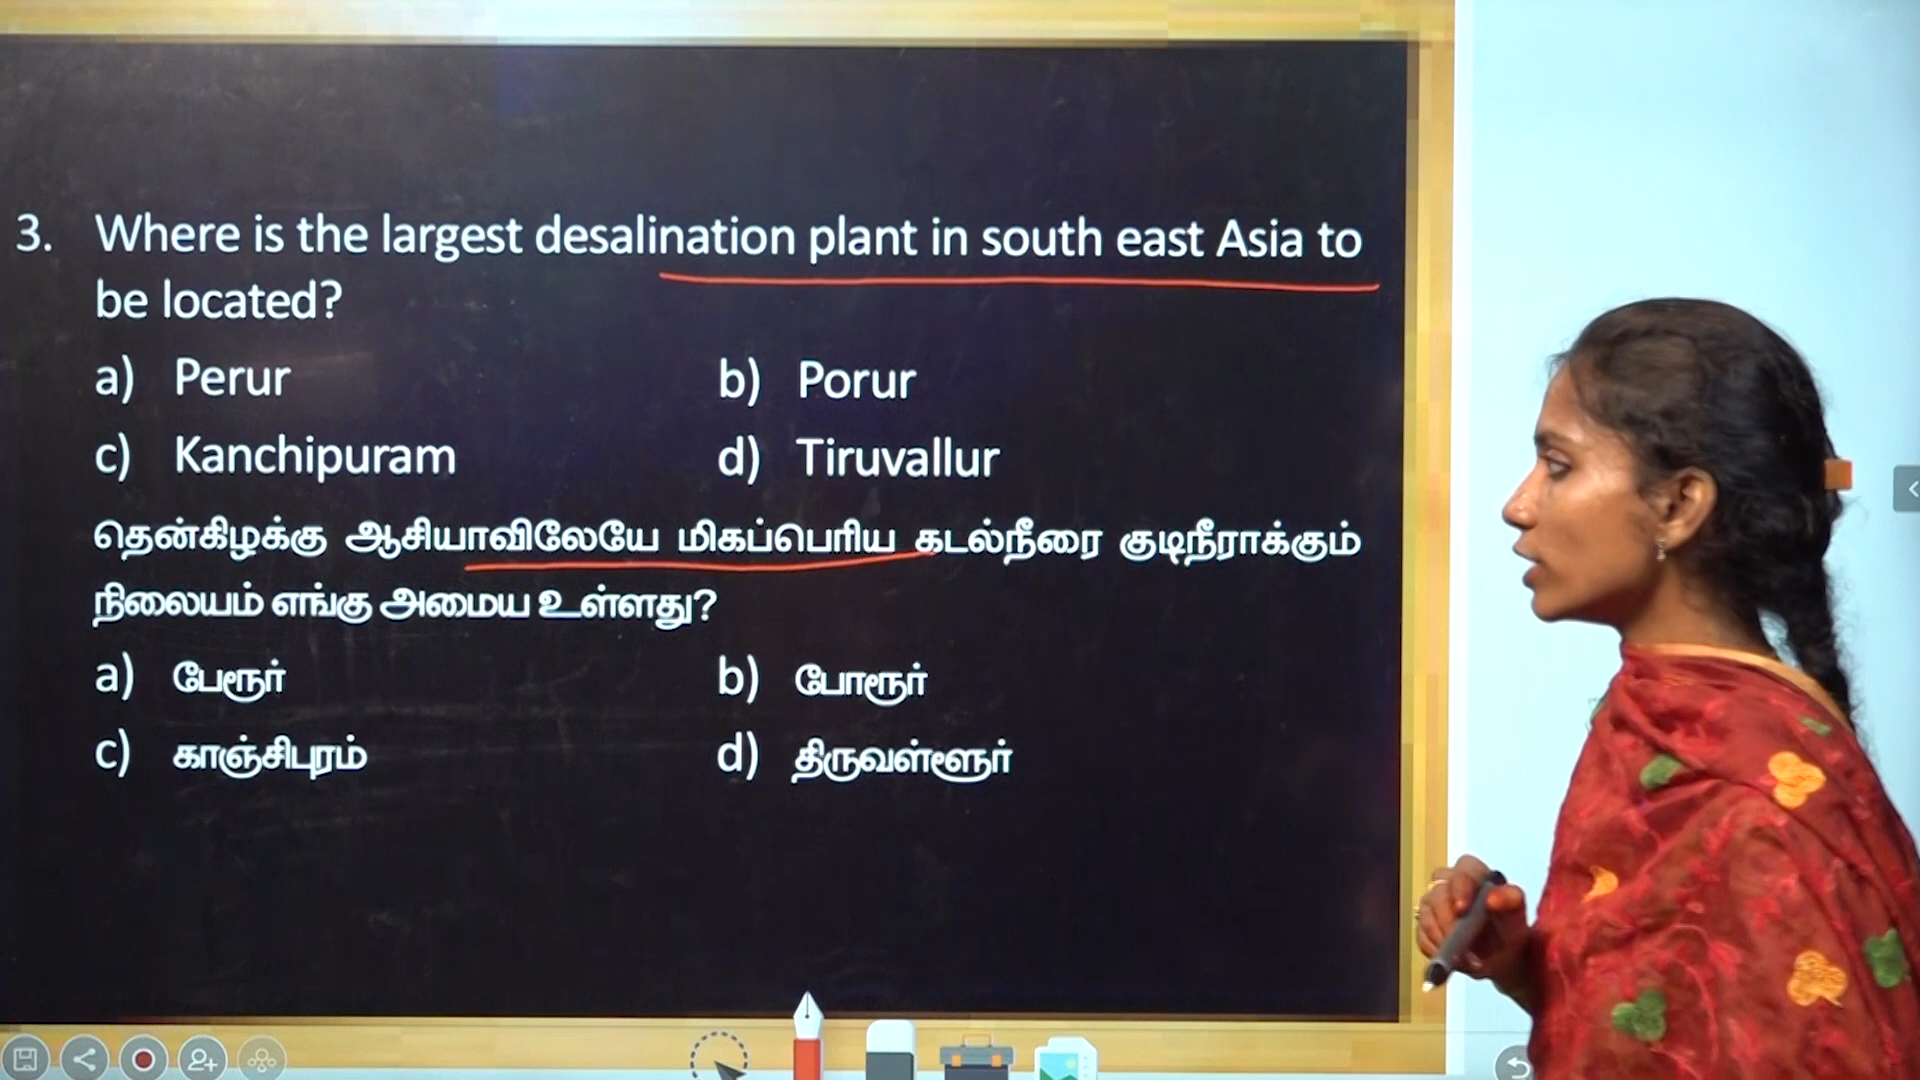 3. Where is the largest desalination plant in south east Asia to
be located?
a) Perur b) Porur
c) Kanchipuram d) Tiruvallur
தென்கிழக்கு ஆசியாவிலேயே மிகப்பெரிய கடல்நீரை குடிநீராக்கும்
நிலையம் எங்கு அமைய உள்ளது?
a) பேரூர் b) போரூர்
c) காஞ்சிபுரம் d) திருவள்ளூர்